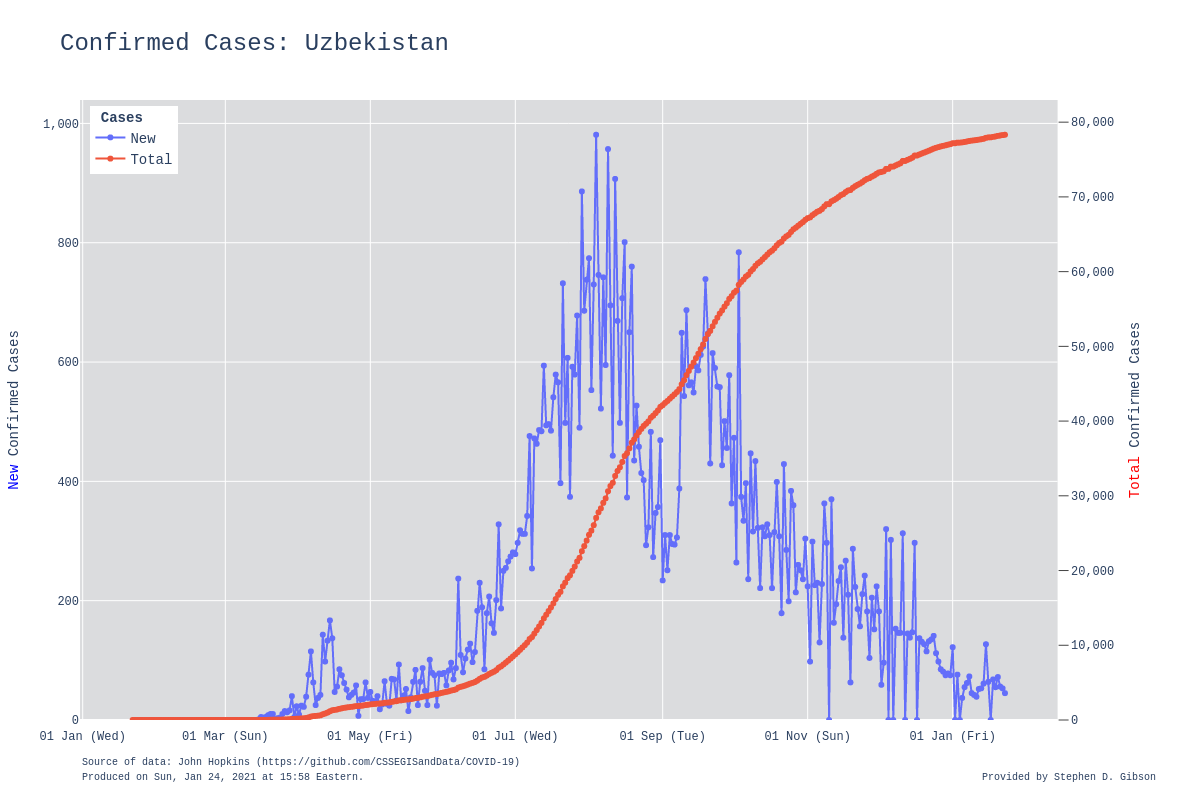 Confirmed Cases: Uzbekistan
Cases
New
Total
1,000
800
600
400
200
0
80,000
70,000
60,000
50,000
40,000
30,000
20,000
10,000
0
New Confirmed Cases
Total Confirmed Cases
01 Jan (Wed) 01 Mar (Sun) 01 May (Fri) 01 Jul (Wed) 01 Sep (Tue) 01 Nov (Sun) 01 Jan (Fri)
Source of data: John Hopkins (https://github.com/CSSEGISandData/COVID-19)
Produced on Sun, Jan 24, 2021 at 15:58 Eastern.
Provided by Stephen D. Gibson